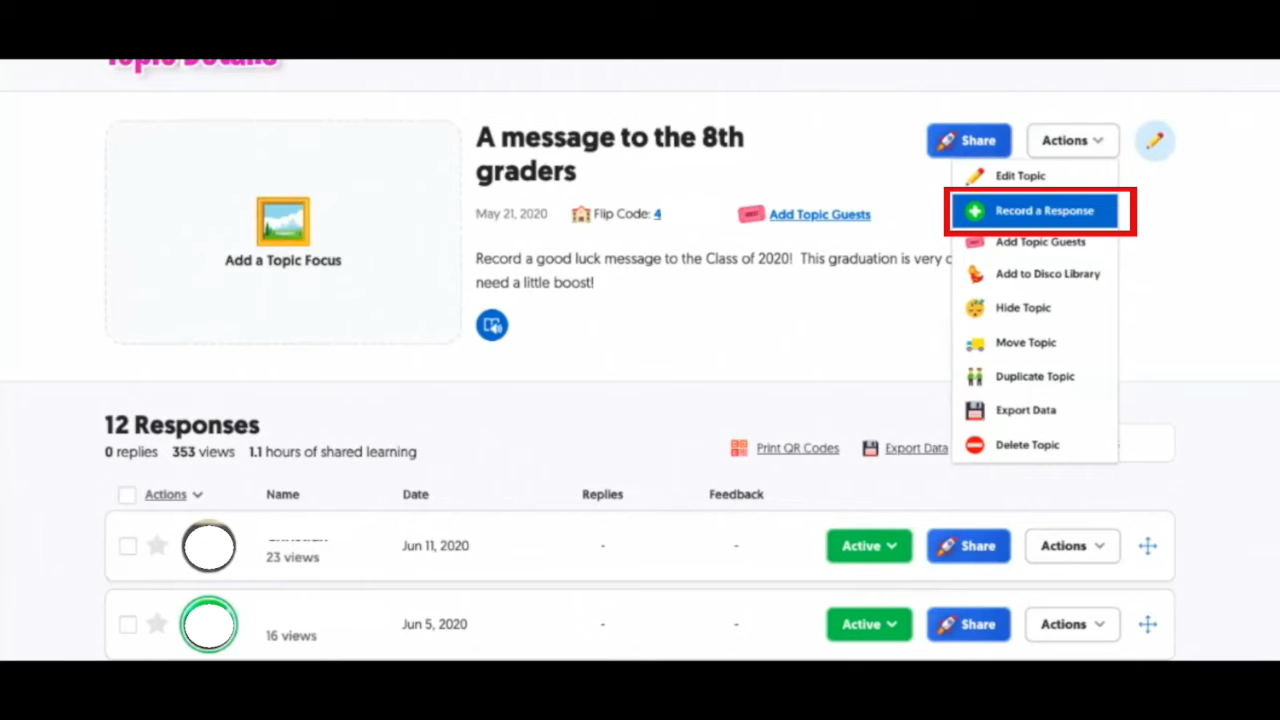 Topic Details
A message to the 8th
graders
Share
Actions
May 21, 2020
Flip Code: 4
Add Topic Guests
Add a Topic Focus
Record a good luck message to the Class of 2020! This graduation is very
need a little boost!
Edit Topic
Record a Response
Add Topic Guests
Add to Disco Library
Hide Topic
Move Topic
Duplicate Topic
Export Data
Delete Topic
12 Responses
0 replies 353 views 1.1 hours of shared learning
Print QR Codes
Export Data
Actions Name Date Replies Feedback
23 views Jun 11, 2020 - - Active Share Actions
16 views Jun 5, 2020 - - Active Share Actions